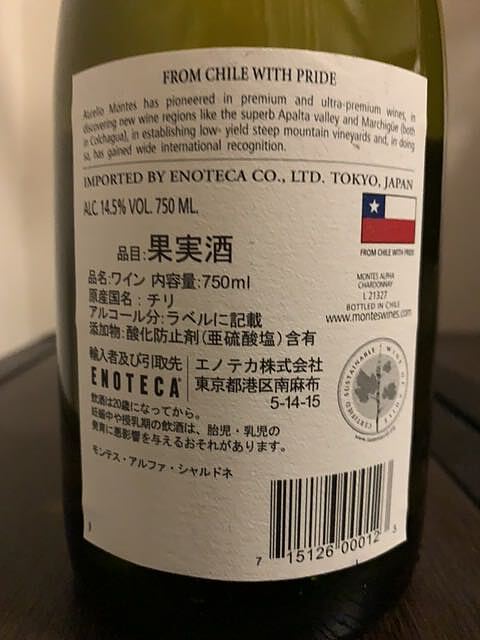 FROM CHILE WITH PRIDE
Aurelio Montes has pioneered in premium and ultra-premium wines, in
discovering new wine regions like the superb Apalta valley and Marchigüe (both
in Colchagua), in establishing low- yield steep mountain vineyards and, in doing
so, has gained wide international recognition.
IMPORTED BY ENOTECA CO., LTD. TOKYO, JAPAN
ALC. 14.5% VOL. 750 ML.
FROM CHILE WITH PRIDE
品目:果実酒
品名:ワイン 内容量:750ml
原産国名:チリ
アルコール分:ラベルに記載
添加物:酸化防止剤(亜硫酸塩)含有
MONTES ALPHA
CHARDONNAY
L 21327
BOTTLED IN CHILE
www.monteswines.com
輸入者及び引取先
ENOTECA
エノテカ株式会社
東京都港区南麻布
5-14-15
飲酒は20歳になってから。
妊娠中や授乳期の飲酒は、胎児・乳児の
発育に悪影響を与えるおそれがあります。
モンテス・アルファ・シャルドネ
CERTIFIED SUSTAINABLE WINE OF CHILE
7 15126 00012 3